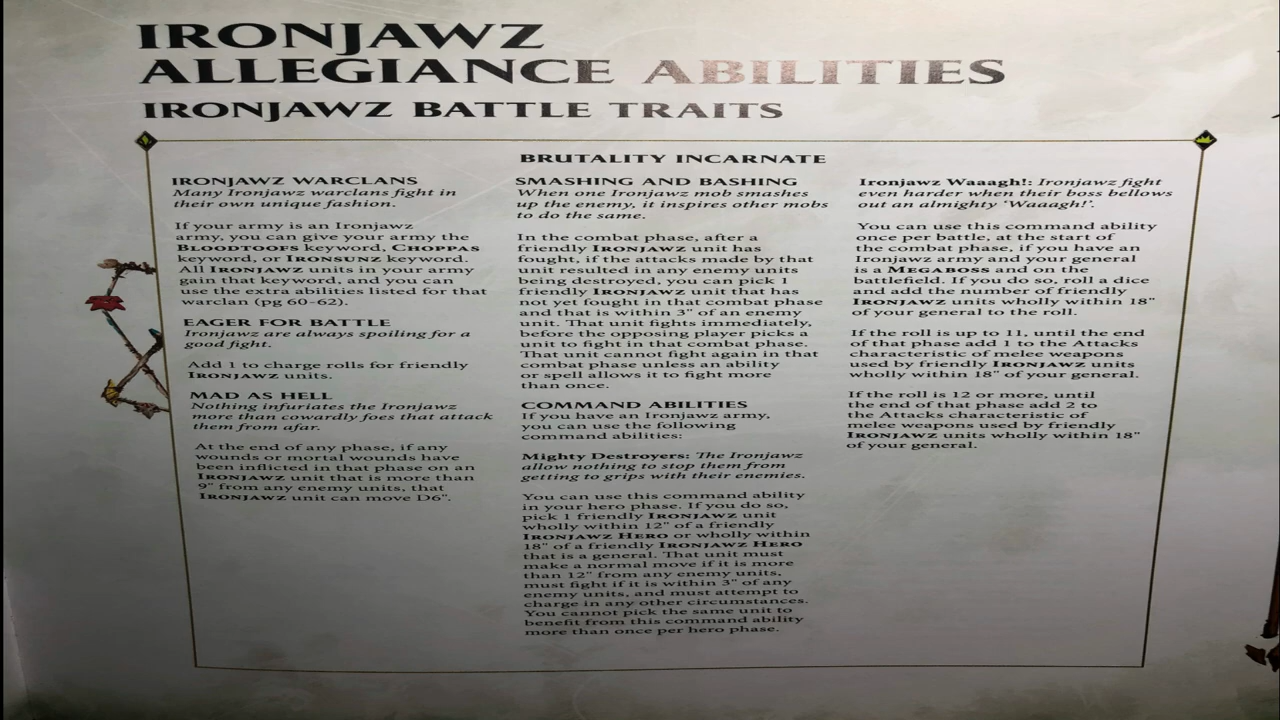 IRONJAWZ
ALLEGIANCE ABILITIES
IRONJAWZ BATTLE TRAITS
BRUTALITY INCARNATE
IRONJAWZ WARCLANS
Many Ironjawz warclans fight in
their own unique fashion.
If your army is an Ironjawz
army, you can give your army the
BLOODTOOFS keyword, CHOPPAS
keyword, or IRONSUNZ keyword.
All IRONJAWZ units in your army
gain that keyword, and you can
use the extra abilities listed for that
warclan (pg 60-62).
EAGER FOR BATTLE
Ironjawz are always spoiling for a
good fight.
Add 1 to charge rolls for friendly
IRONJAWZ units.
MAD AS HELL
Nothing infuriates the Ironjawz
more than cowardly foes that attack
them from afar.
At the end of any phase, if any
wounds or mortal wounds have
been inflicted in that phase on an
IRONJAWZ unit that is more than
9" from any enemy units, that
IRONJAWZ unit can move D6".
SMASHING AND BASHING
When one Ironjawz mob smashes
up the enemy, it inspires other mobs
to do the same.
In the combat phase, after a
friendly IRONJAWZ unit has
fought, if the attacks made by that
unit resulted in any enemy units
being destroyed, you can pick 1
friendly IRONJAWZ unit that has
not yet fought in that combat phase
and that is within 3" of an enemy
unit. That unit fights immediately,
before the opposing player picks a
unit to fight in that combat phase.
That unit cannot fight again in that
combat phase unless an ability
or spell allows it to fight more
than once.
COMMAND ABILITIES
If you have an Ironjawz army,
you can use the following
command abilities:
Mighty Destroyers: The Ironjawz
allow nothing to stop them from
getting to grips with their enemies.
You can use this command ability
in your hero phase. If you do so,
pick 1 friendly IRONJAWZ unit
wholly within 12" of a friendly
IRONJAWZ HERO or wholly within
18" of a friendly IRONJAWZ HERO
that is a general. That unit must
make a normal move if it is more
than 12" from any enemy units,
must fight if it is within 3" of any
enemy units, and must attempt to
charge in any other circumstances.
You cannot pick the same unit to
benefit from this command ability
more than once per hero phase.
Ironjawz Waaagh!: Ironjawz fight
even harder when their boss bellows
out an almighty 'Waaagh!'.
You can use this command ability
once per battle, at the start of
the combat phase, if you have an
Ironjawz army and your general
is a MEGABOSS and on the
battlefield. If you do so, roll a dice
and add the number of friendly
IRONJAWZ units wholly within 18"
of your general to the roll.
If the roll is up to 11, until the end
of that phase add 1 to the Attacks
characteristic of melee weapons
used by friendly IRONJAWZ units
wholly within 18" of your general.
If the roll is 12 or more, until
the end of that phase add 2 to
the Attacks characteristic of
melee weapons used by friendly
IRONJAWZ units wholly within 18"
of your general.